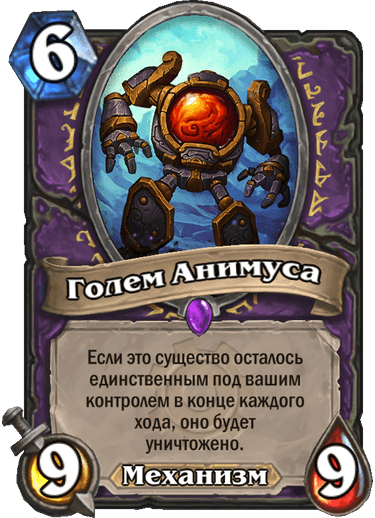 6
Голем Анимуса
Если это существо осталось
единственным под вашим
контролем в конце каждого
хода, оно будет
уничтожено.
9
Механизм
9